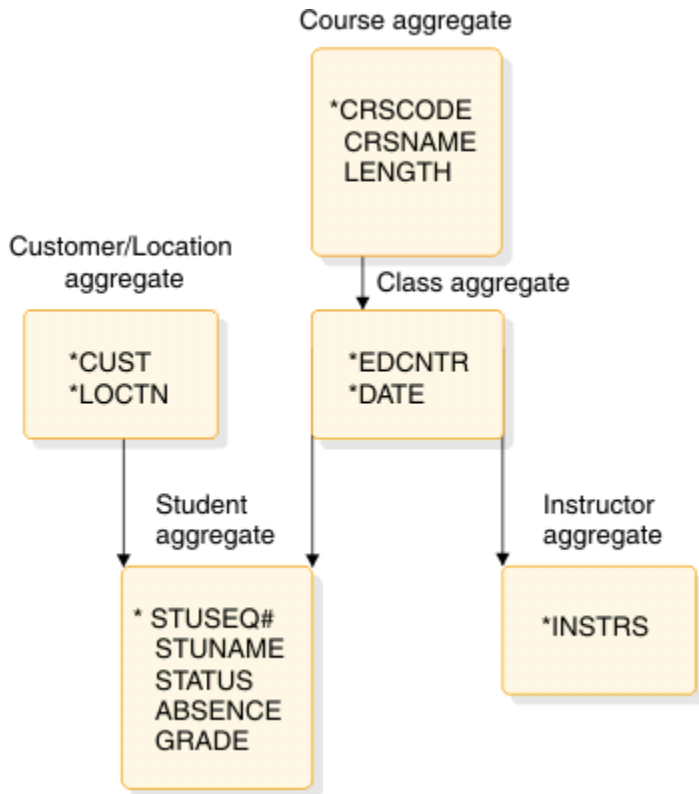 Course aggregate
*CRSCODE
CRSNAME
LENGTH
Customer/Location
aggregate
Class aggregate
*CUST
*LOCTN
*EDCNTR
*DATE
Student
aggregate
Instructor
aggregate
* STUSEQ#
STUNAME
STATUS
ABSENCE
GRADE
*INSTRS